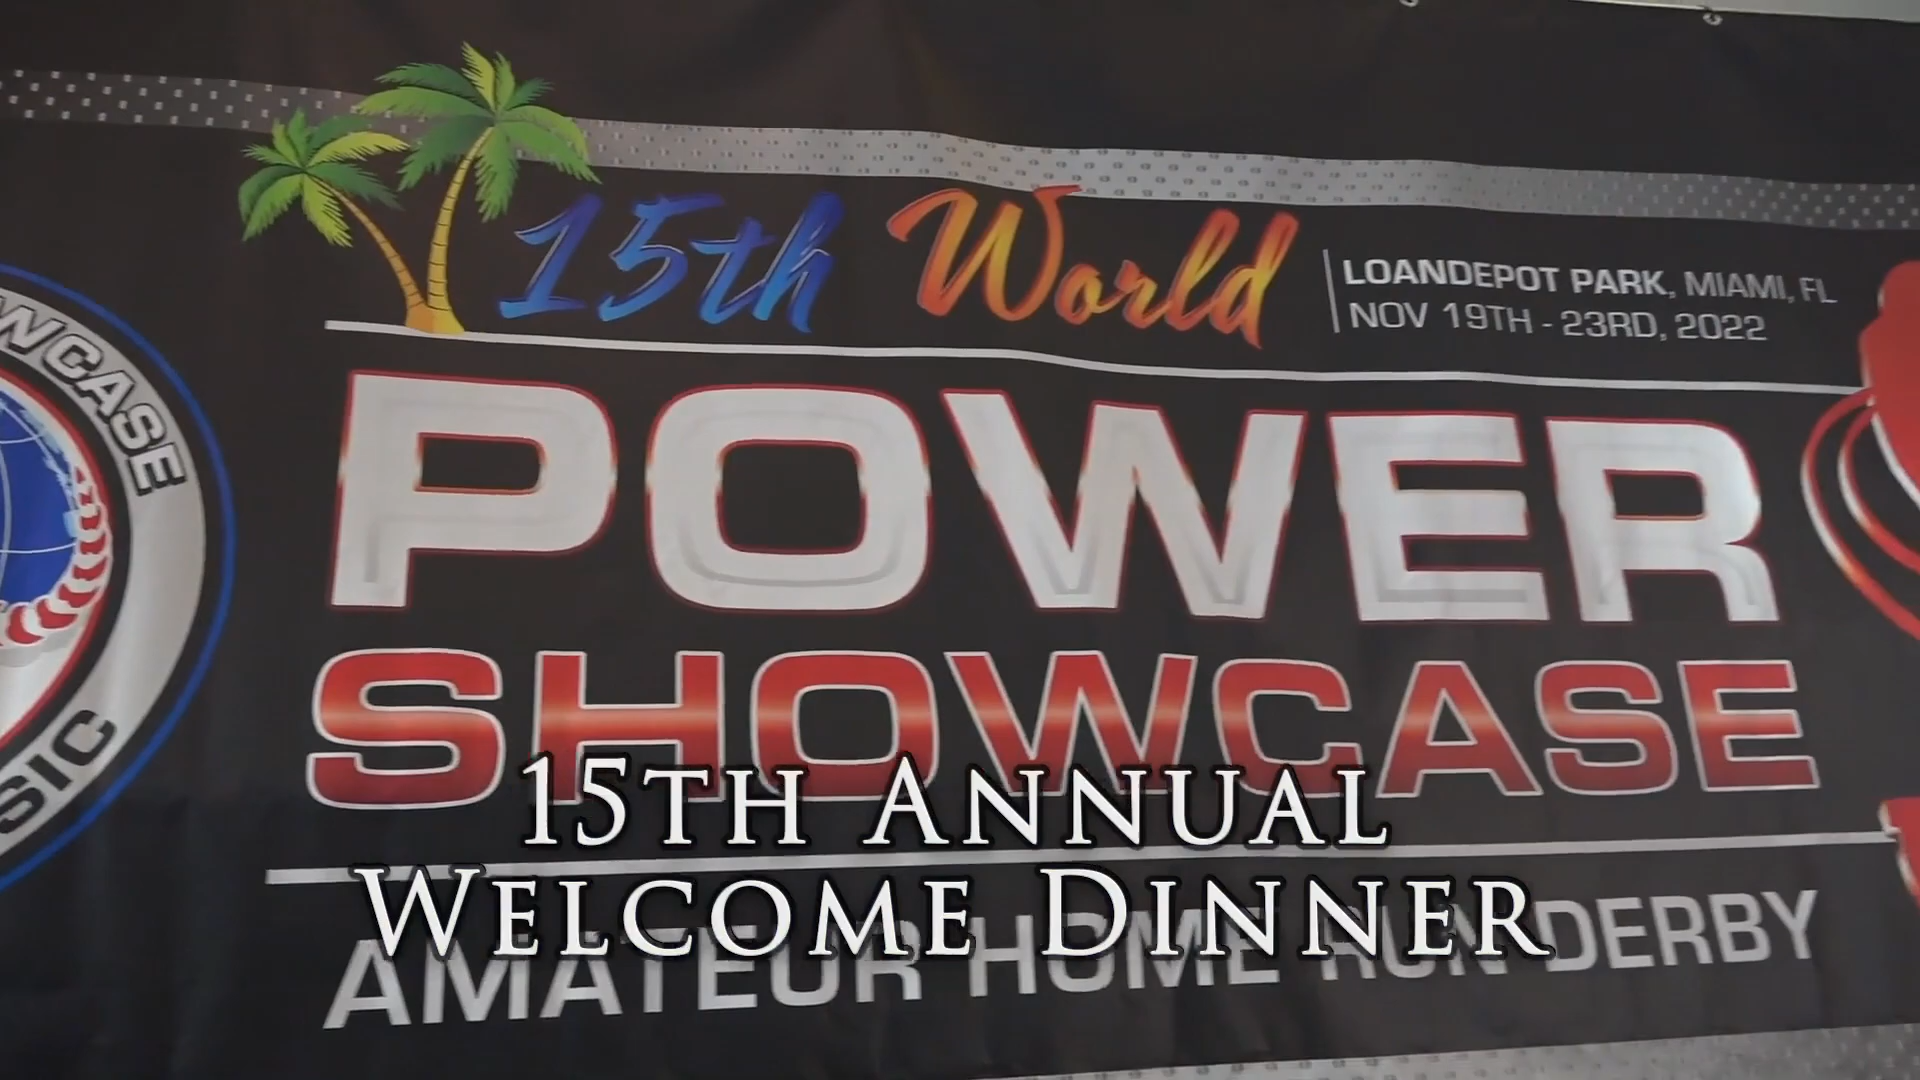 15th World
LOANDEPOT PARK, MIAMI, FL
NOV 19TH - 23RD, 2022
POWER
SHOWCASE
15TH ANNUAL
WELCOME DINNER
AMATEUR HOME RUN DERBY
WCASE
SIC